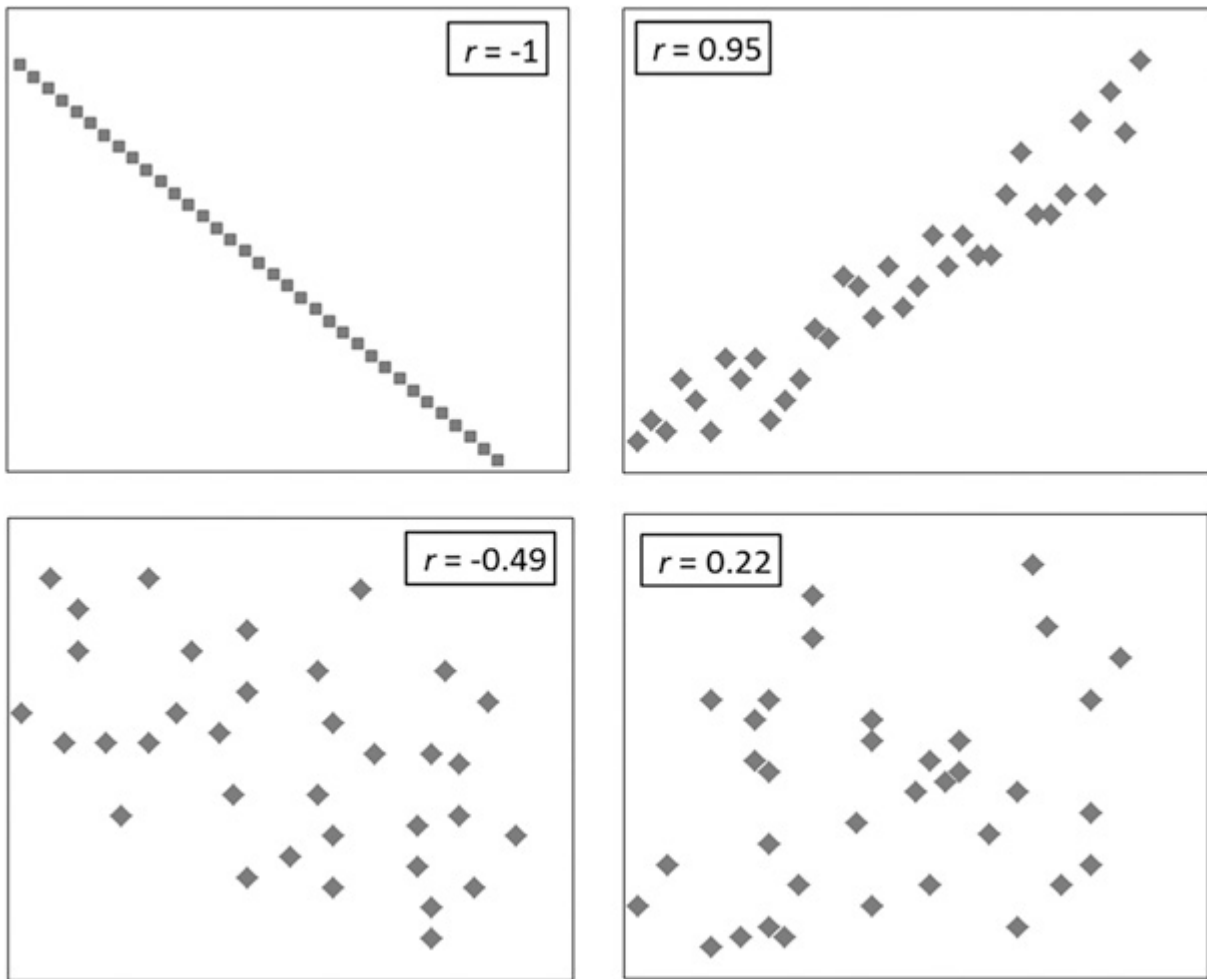 r = -1
r = 0.95
r = -0.49
r = 0.22